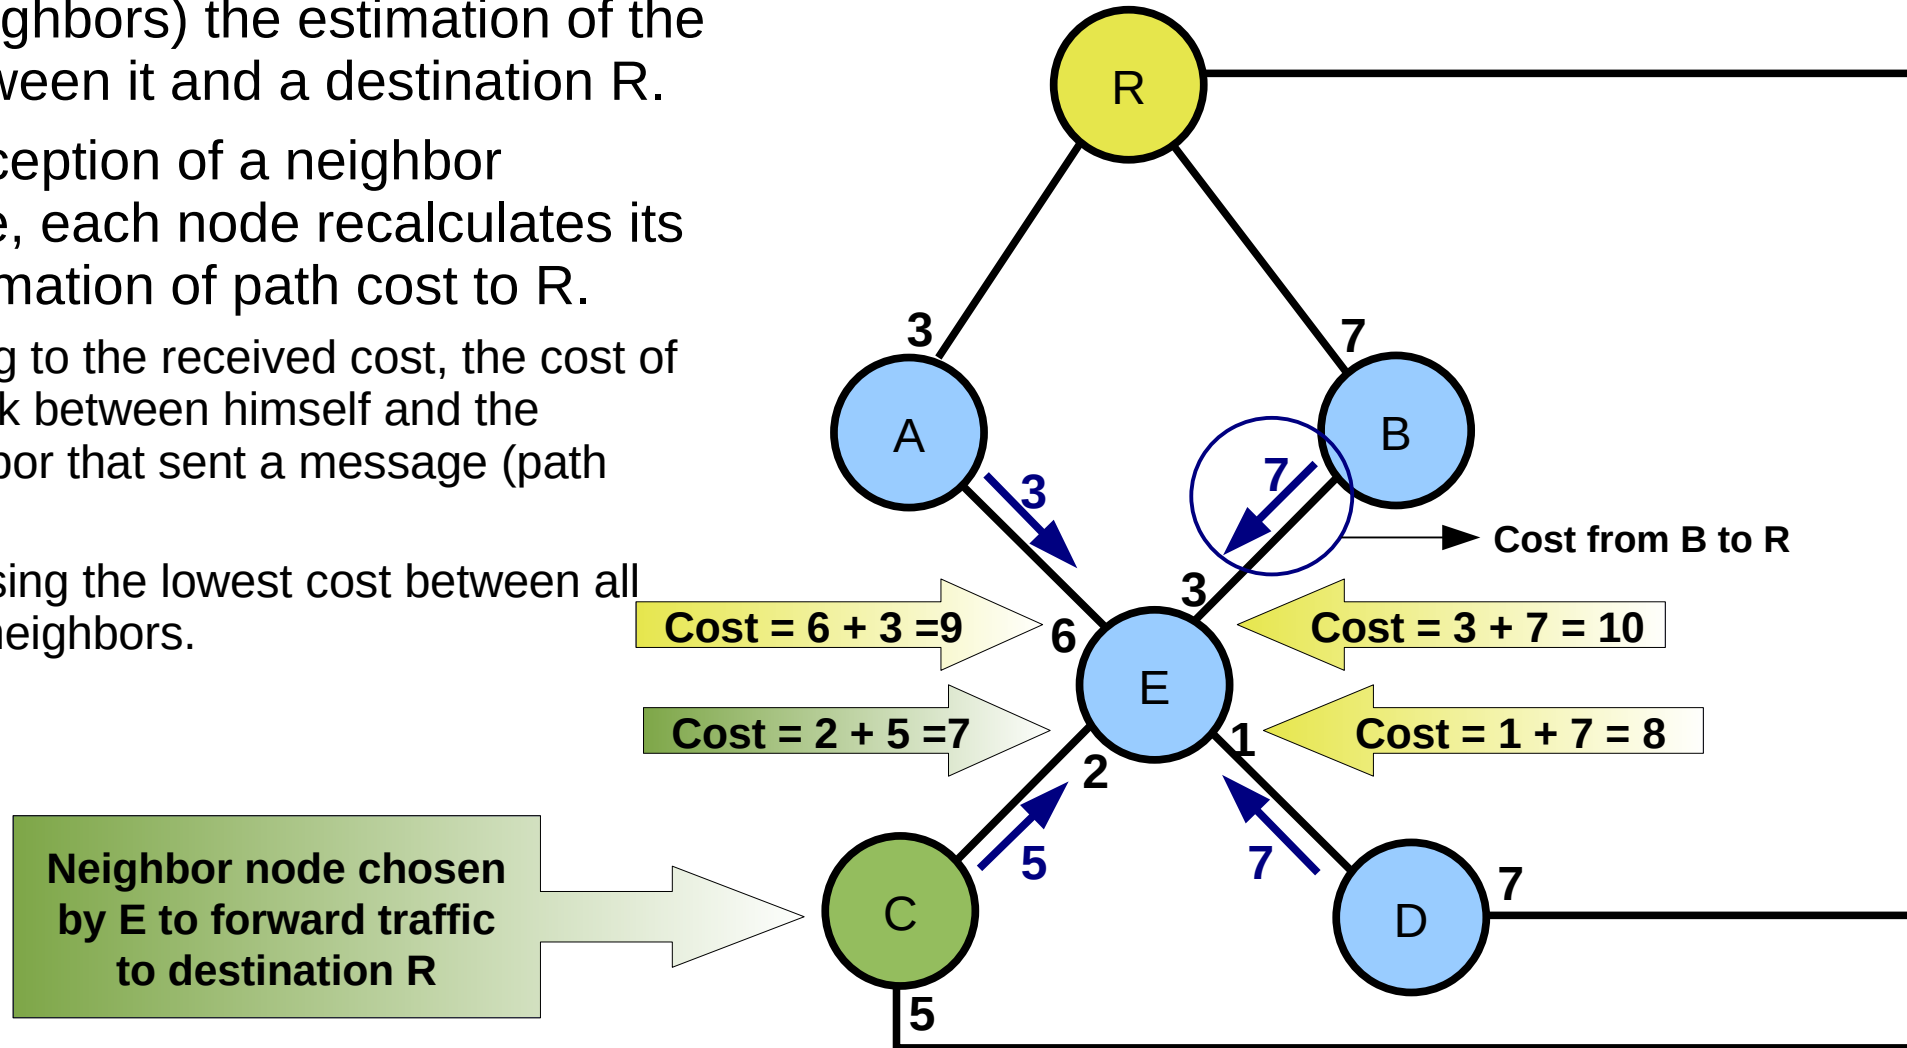 ghbors) the estimation of the
ween it and a destination R.
ception of a neighbor
e, each node recalculates its
mation of path cost to R.
g to the received cost, the cost of
k between himself and the
bor that sent a message (path
sing the lowest cost between all
neighbors.
R
3
7
A
B
3
7
Cost from B to R
3
Cost = 6 + 3 =9
6
Cost = 3 + 7 = 10
E
Cost = 2 + 5 =7
1
Cost = 1 + 7 = 8
2
5
7
Neighbor node chosen
by E to forward traffic
to destination R
C
D
7
5